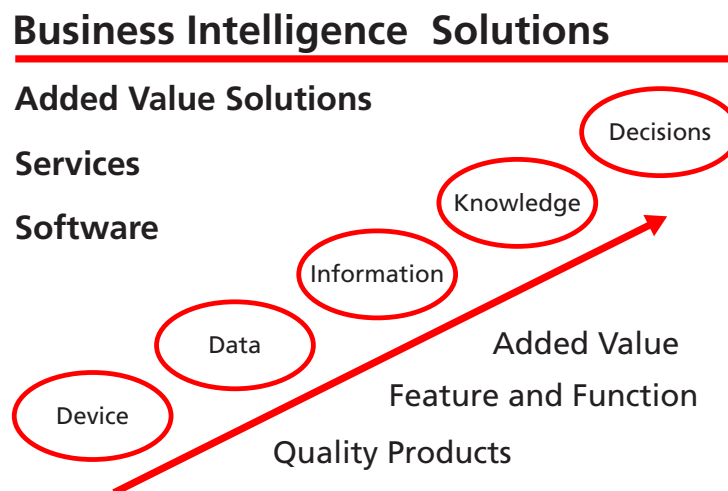 Business Intelligence Solutions
Added Value Solutions
Decisions
Services
Knowledge
Software
Information
Data
Added Value
Feature and Function
Device
Quality Products